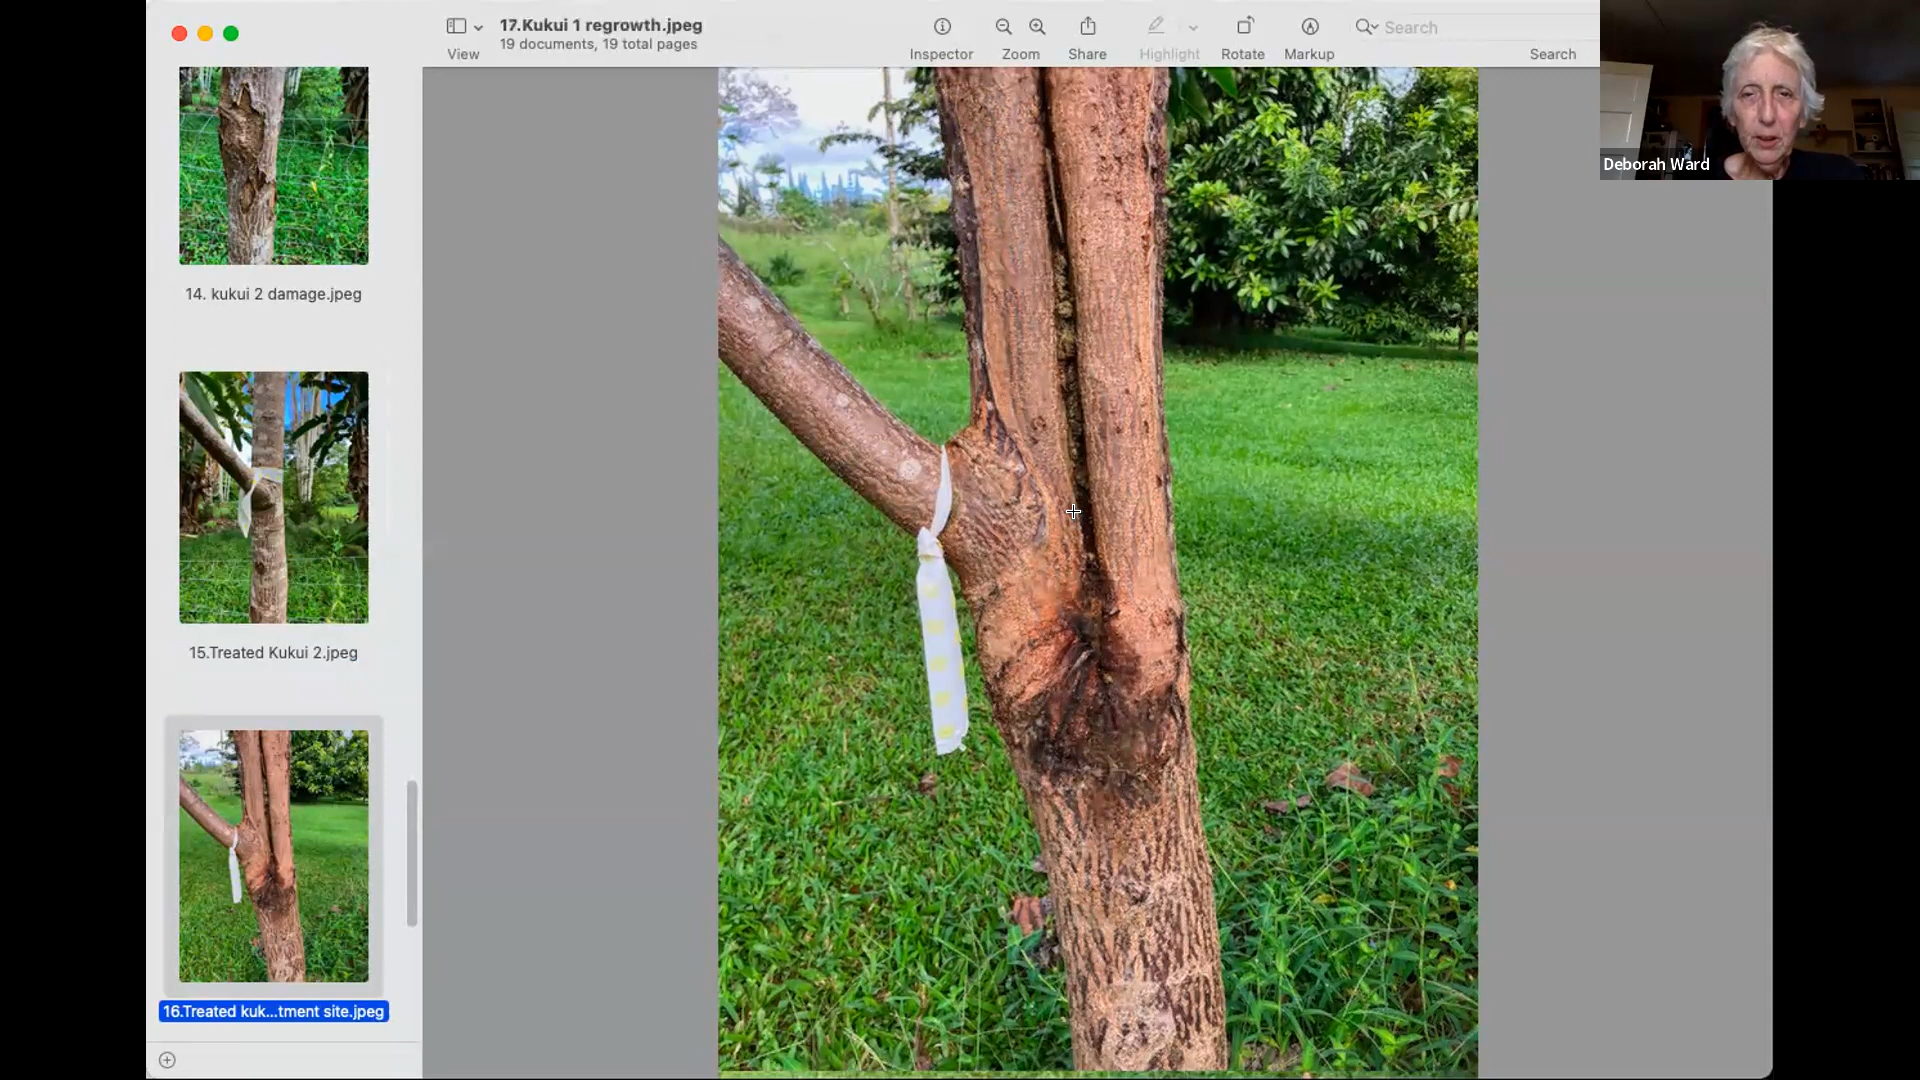 17.Kukui 1 regrowth.jpeg
19 documents, 19 total pages
View
Inspector
Zoom
Share
Highlight
Rotate
Markup
Search
Search
Deborah Ward
14. kukui 2 damage.jpeg
15.Treated Kukui 2.jpeg
16.Treated kuk...tment site.jpeg